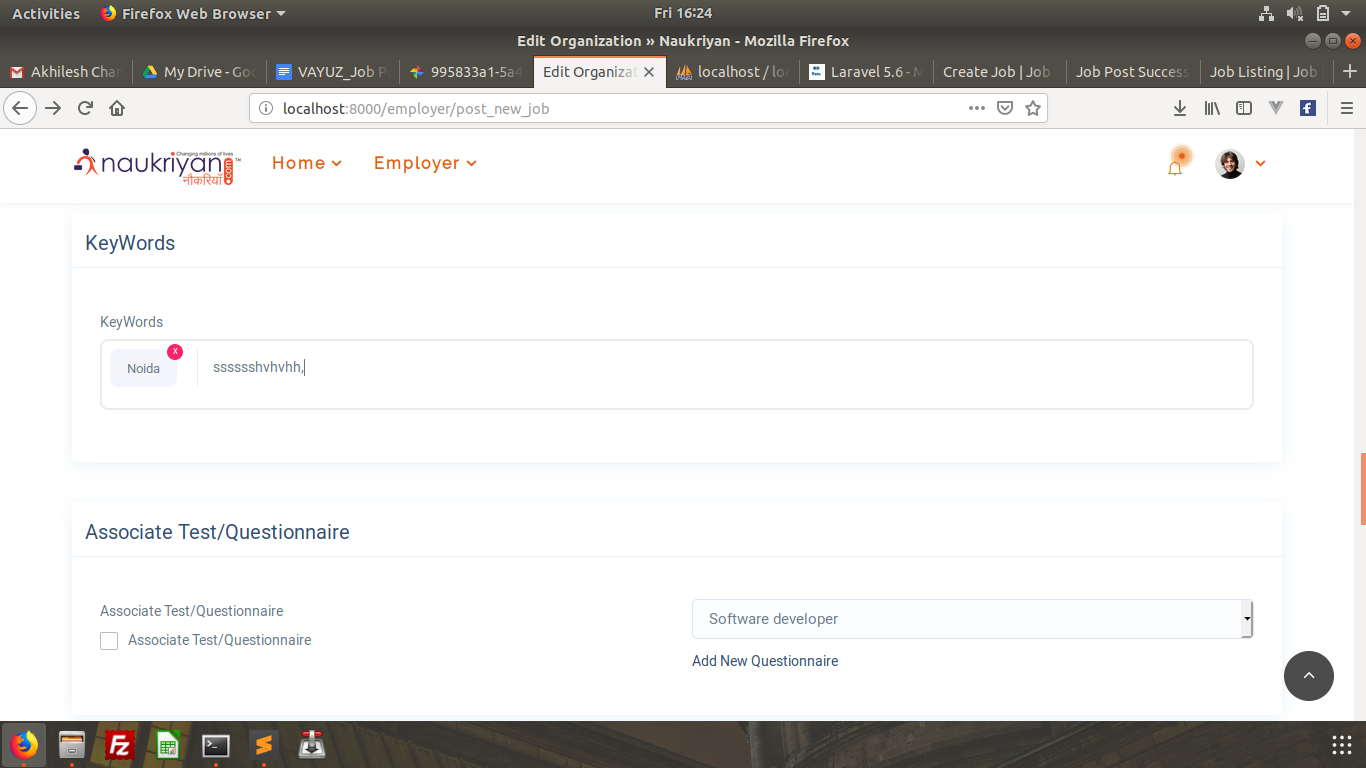 Activities Firefox Web Browser Fri 16:24
Edit Organization » Naukriyan - Mozilla Firefox
Akhilesh Char My Drive - Goo VAYUZ_Job P 995833a1-5a4 Edit Organizat localhost / lo Laravel 5.6 - M Create Job | Job Job Post Success Job Listing | Job
localhost:8000/employer/post_new_job
Changing millions of lives
naukriyan .com ™ Home Employer
नौकरियाँ
KeyWords
KeyWords
Noida x ssssssshvhvhh,
Associate Test/Questionnaire
Associate Test/Questionnaire Software developer
Associate Test/Questionnaire
Add New Questionnaire